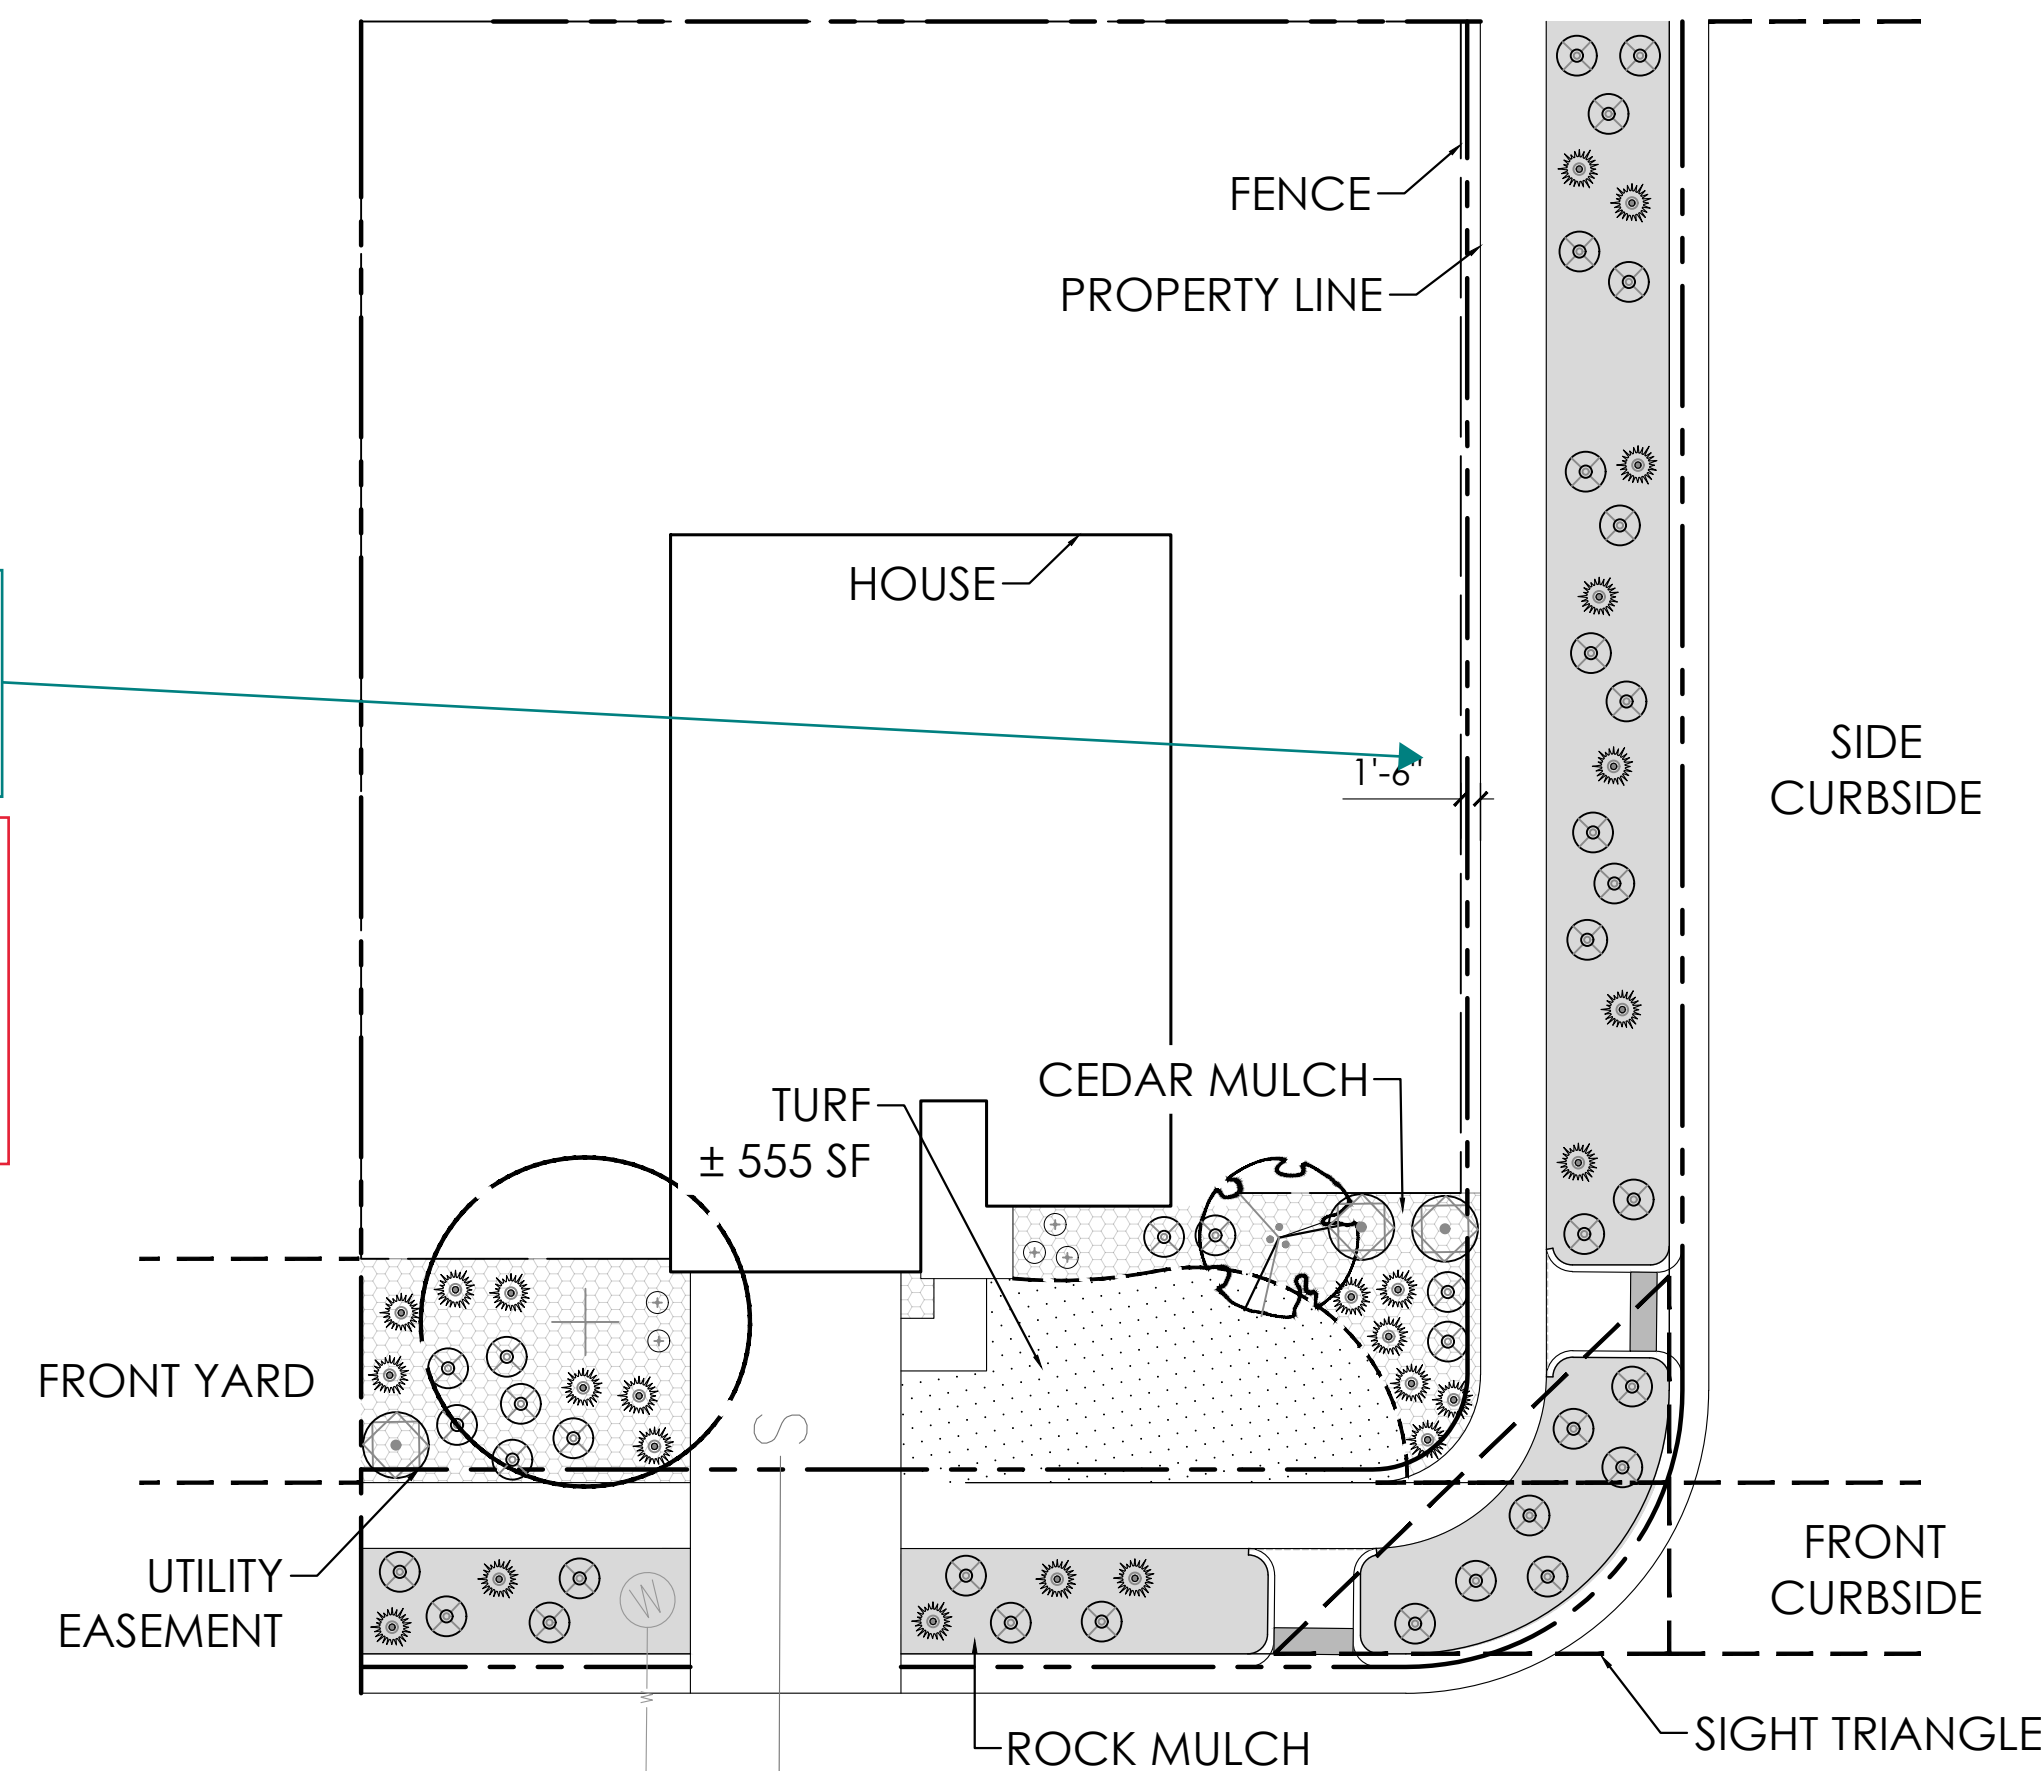 FENCE
PROPERTY LINE
HOUSE
1'-6"
SIDE
CURBSIDE
CEDAR MULCH
TURF
± 555 SF
FRONT YARD
S
UTILITY
EASEMENT
W
W
FRONT
CURBSIDE
ROCK MULCH
SIGHT TRIANGLE